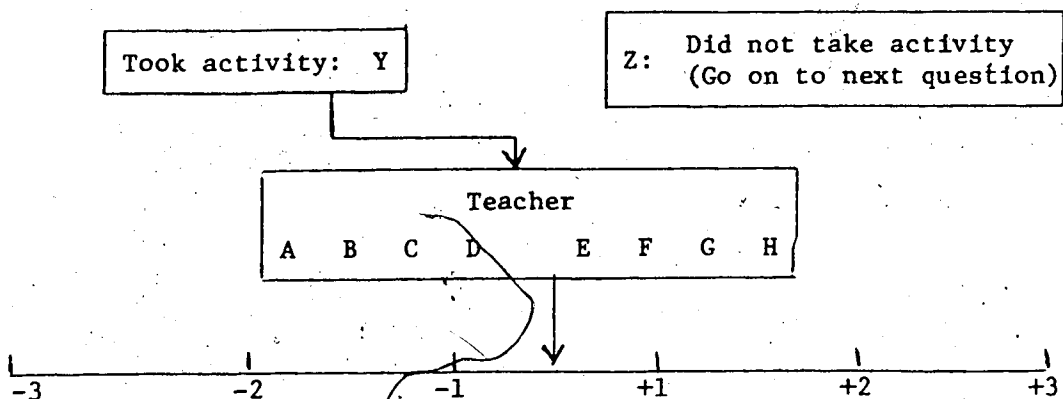 Took activity: Y
Z: Did not take activity
(Go on to next question)
Teacher
A B C D E F G H
-3 -2 -1 +1 +2 +3